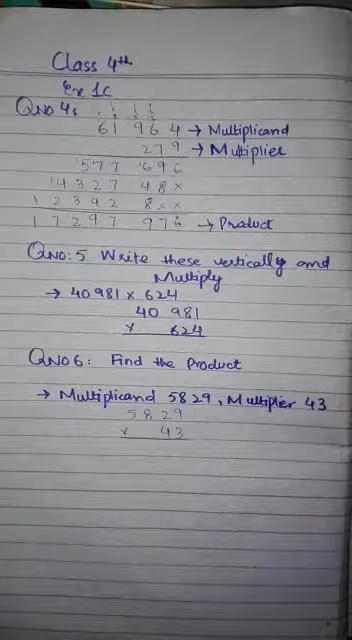 Class 4th
Ex 1C
QNO 4:
61 964 → Multiplicand
279 → Multiplier
577 696
4327 48×
12392 8××
17297 976 → Product
QNO:5 Write these vertically and
Multiply
→ 40981 × 624
40 981
× 624
QNO 6: Find the Product
→ Multiplicand 5829, Multiplier 43
5829
× 43